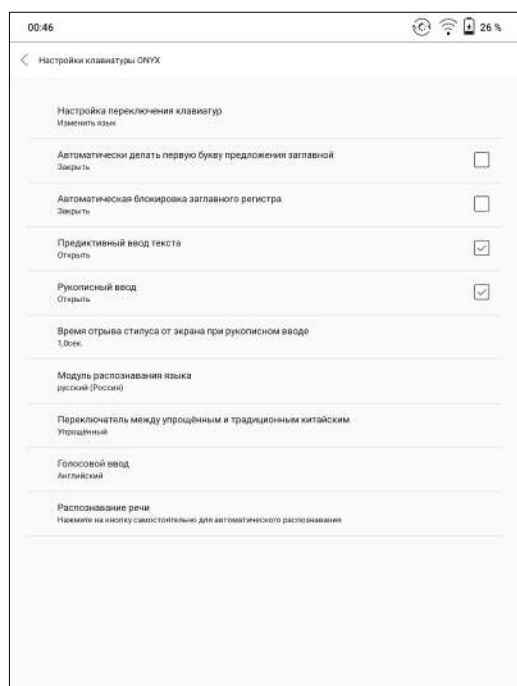 00:46
26 %
Настройки клавиатуры ONYX
Настройка переключения клавиатур
Изменить язык
Автоматически делать первую букву предложения заглавной
Закрыть
Автоматическая блокировка заглавного регистра
Закрыть
Предиктивный ввод текста
Открыть
Рукописный ввод
Открыть
Время отрыва стилуса от экрана при рукописном вводе
1,0сек.
Модуль распознавания языка
русский (Россия)
Переключатель между упрощённым и традиционным китайским
Упрощённый
Голосовой ввод
Английский
Распознавание речи
Нажмите на кнопку самостоятельно для автоматического распознавания